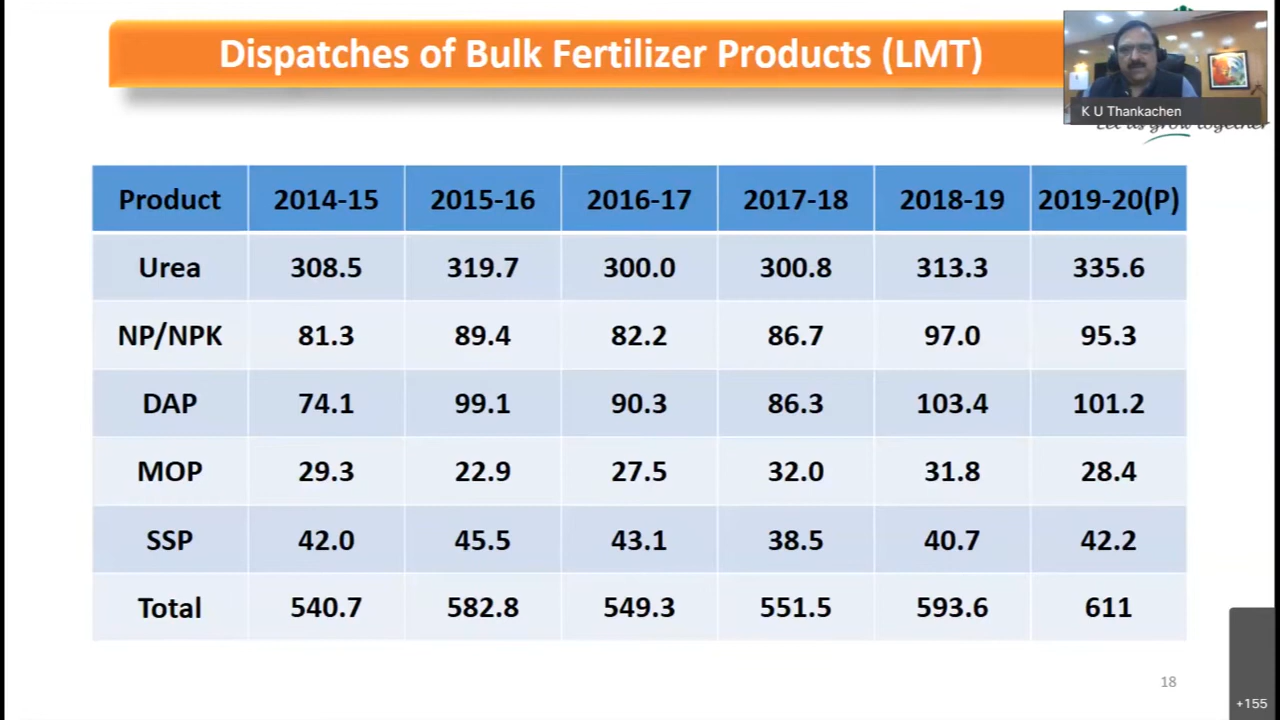 Dispatches of Bulk Fertilizer Products (LMT)
K U Thankachen
Let us grow together
Product 2014-15 2015-16 2016-17 2017-18 2018-19 2019-20(P)
Urea 308.5 319.7 300.0 300.8 313.3 335.6
NP/NPK 81.3 89.4 82.2 86.7 97.0 95.3
DAP 74.1 99.1 90.3 86.3 103.4 101.2
MOP 29.3 22.9 27.5 32.0 31.8 28.4
SSP 42.0 45.5 43.1 38.5 40.7 42.2
Total 540.7 582.8 549.3 551.5 593.6 611
18
+155